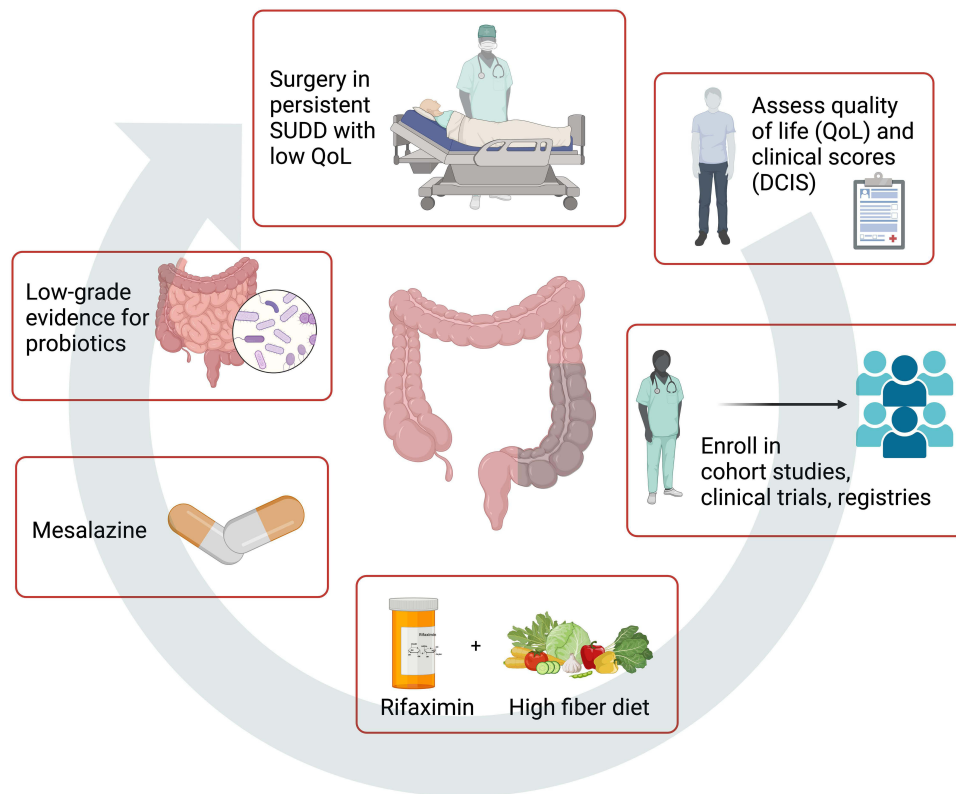 Surgery in
persistent
SUDD with
low QoL
Assess quality
of life (QoL) and
clinical scores
(DCIS)
Enroll in
cohort studies,
clinical trials, registries
Rifaximin
+
Rifaximin
High fiber diet
Mesalazine
Low-grade
evidence for
probiotics